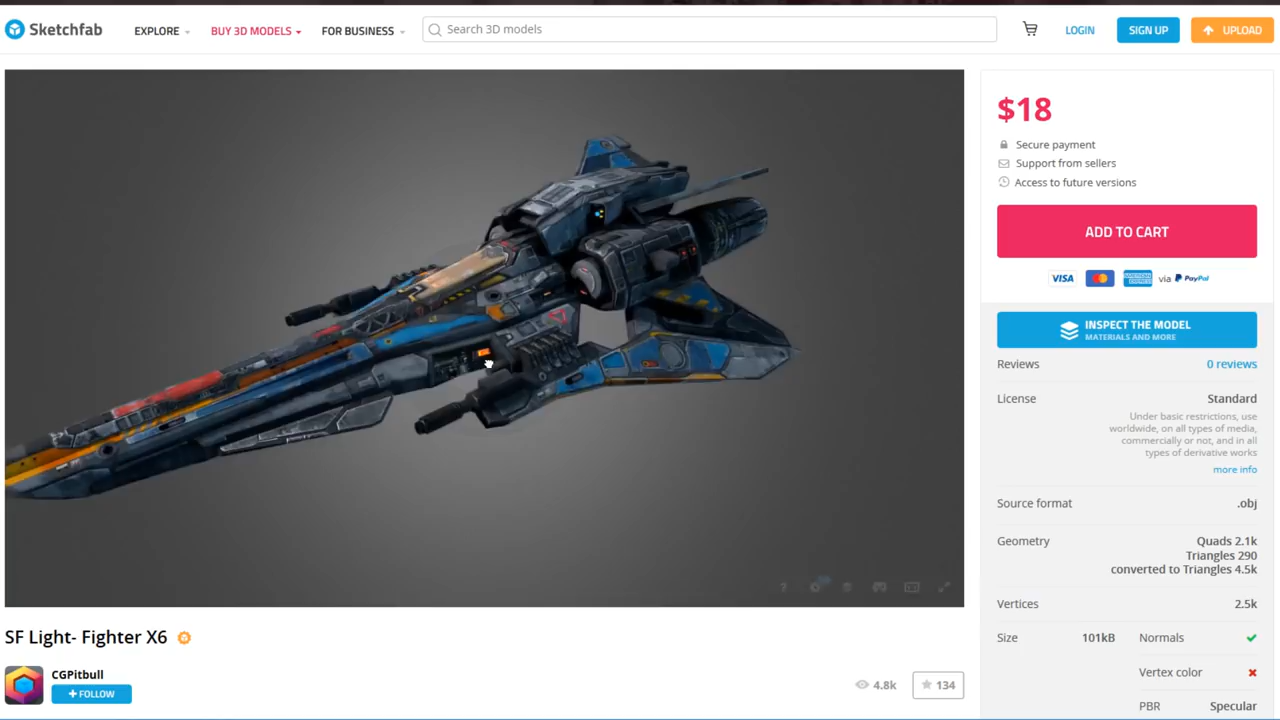 Sketchfab
EXPLORE
BUY 3D MODELS
FOR BUSINESS
Search 3D models
LOGIN
SIGN UP
UPLOAD
$18
Secure payment
Support from sellers
Access to future versions
ADD TO CART
VISA
AMERICAN EXPRESS
via PayPal
INSPECT THE MODEL
MATERIALS AND MORE
Reviews 0 reviews
License Standard
Under basic restrictions, use
worldwide, on all types of media,
commercially or not, and in all
types of derivative works
more info
Source format .obj
Geometry Quads 2.1k
Triangles 290
converted to Triangles 4.5k
Vertices 2.5k
Size 101kB Normals
Vertex color
PBR Specular
?
SF Light- Fighter X6
CGPitbull
+ FOLLOW
4.8k
134